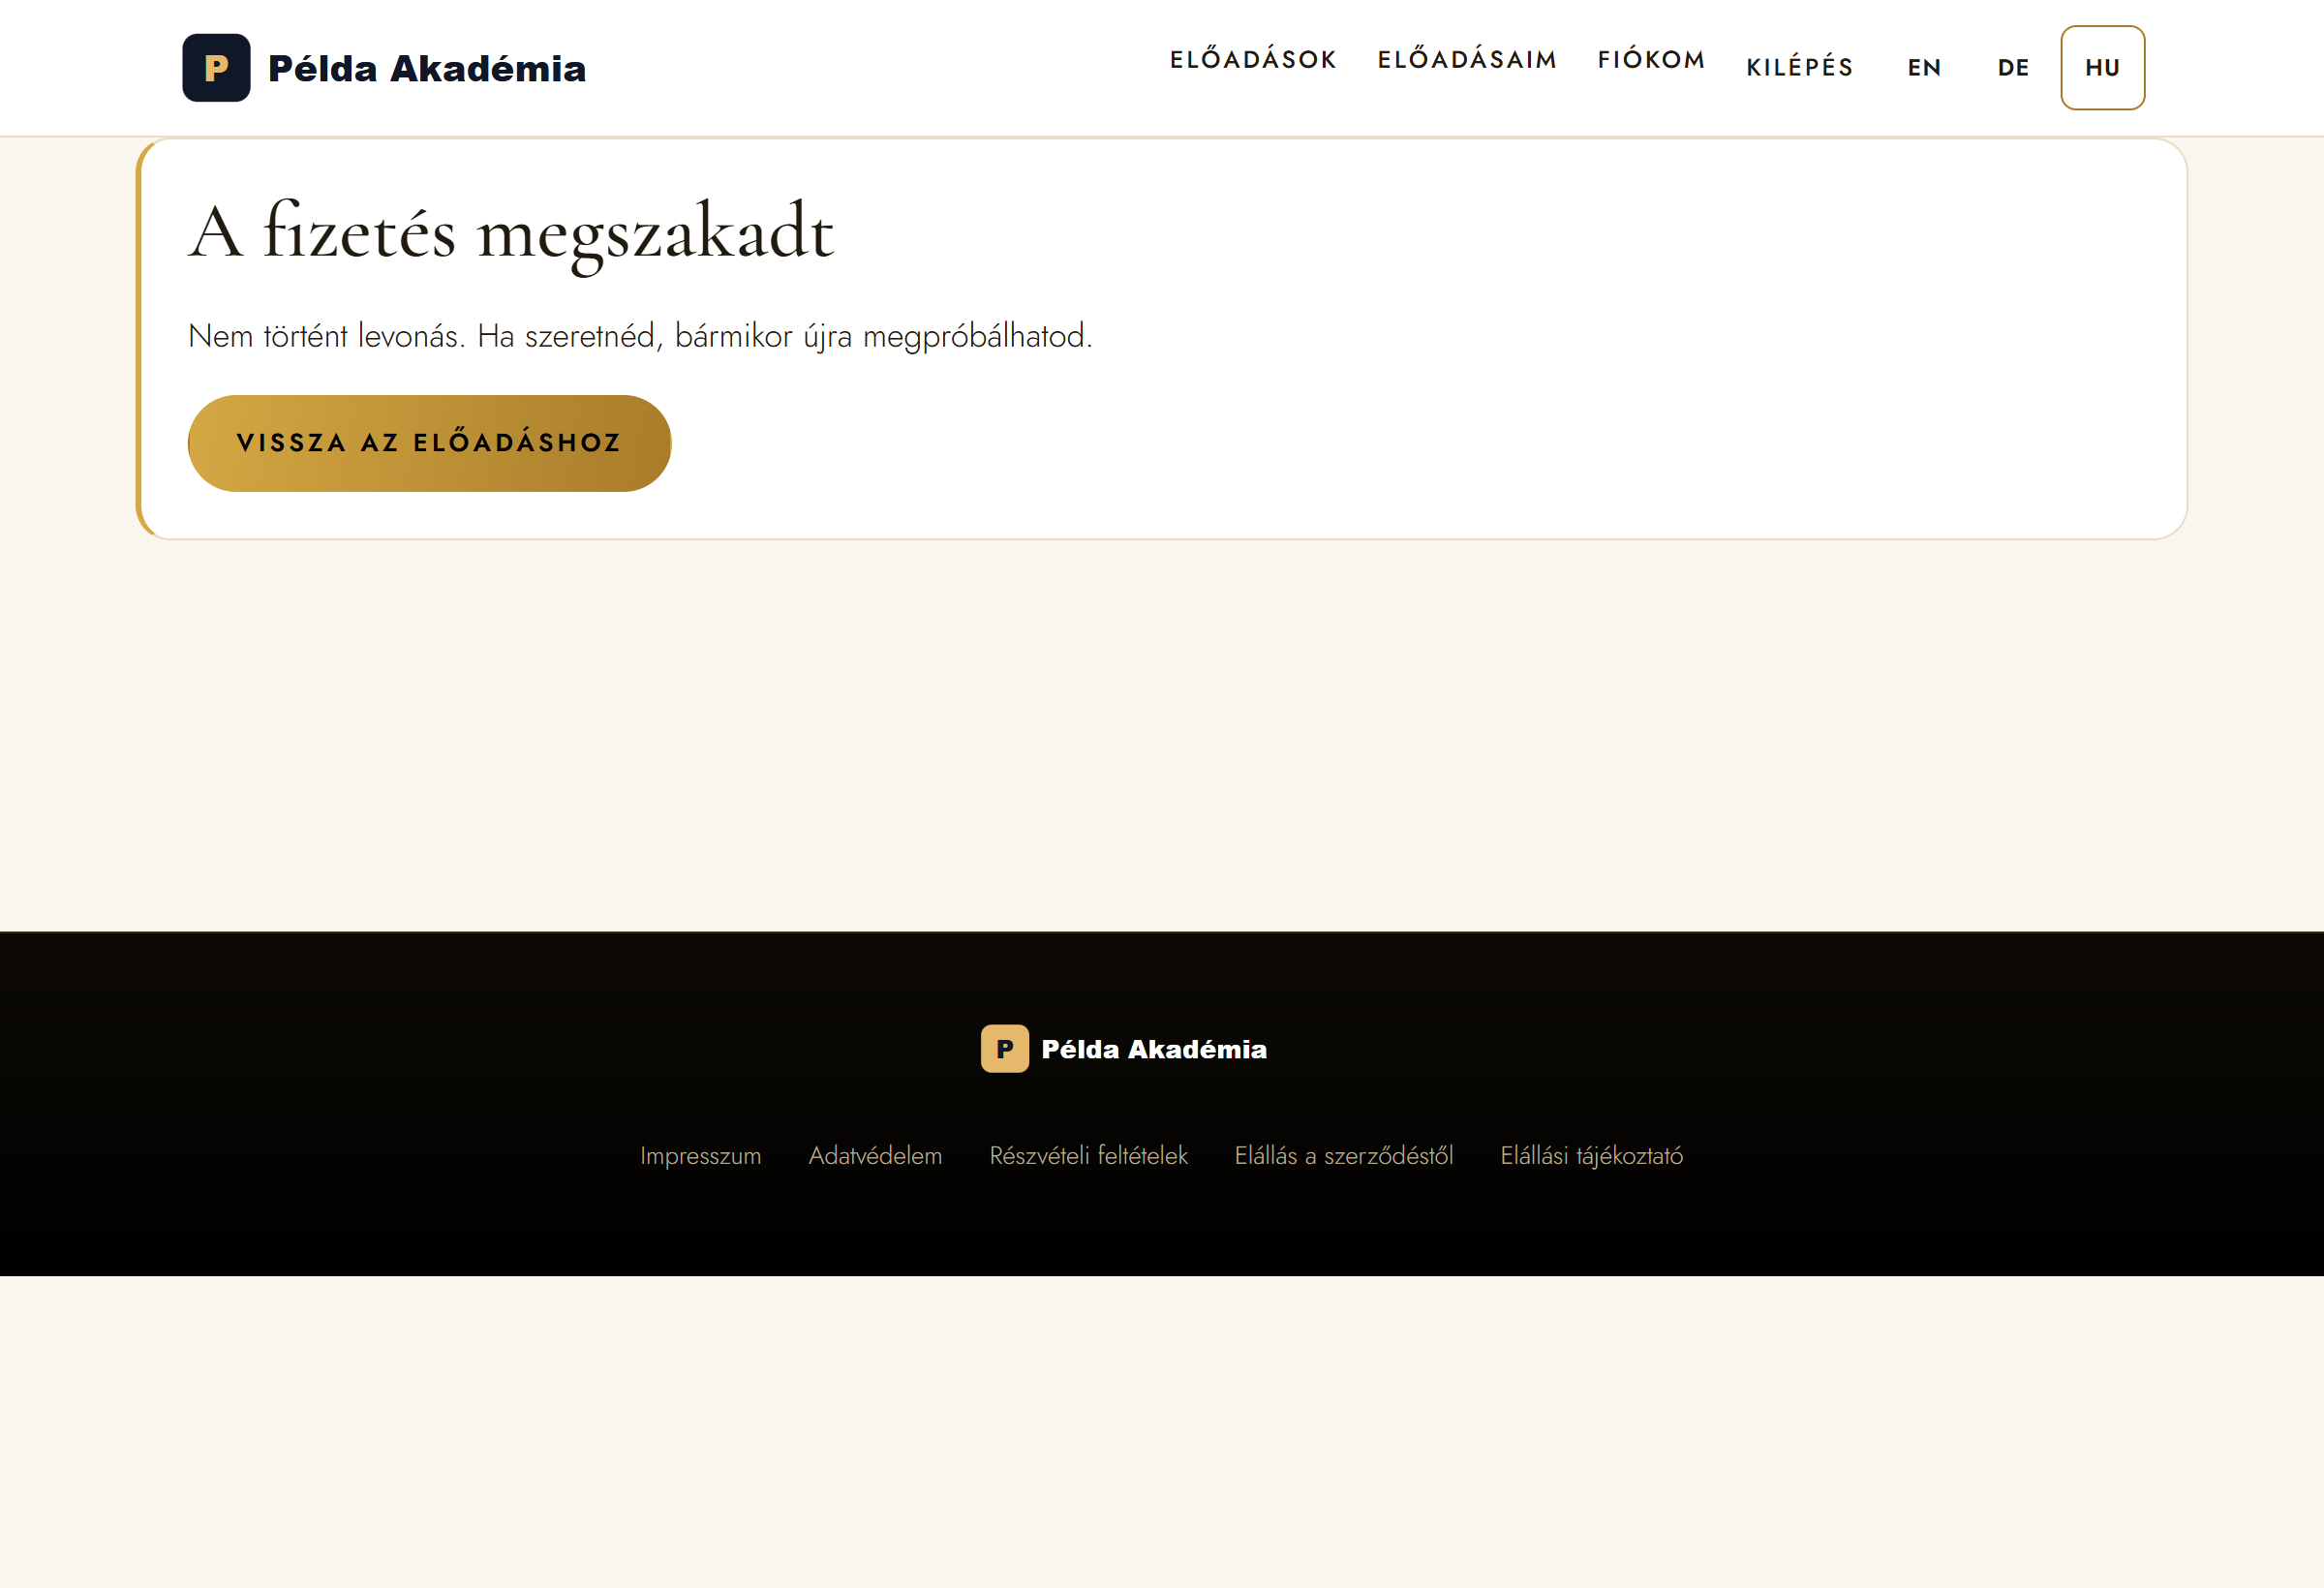 P Példa Akadémia
ELŐADÁSOK ELŐADÁSAIM FIÓKOM KILÉPÉS EN DE HU
A fizetés megszakadt
Nem történt levonás. Ha szeretnéd, bármikor újra megpróbálhatod.
VISSZA AZ ELŐADÁSHOZ
P Példa Akadémia
Impresszum Adatvédelem Részvételi feltételek Elállás a szerződéstől Elállási tájékoztató